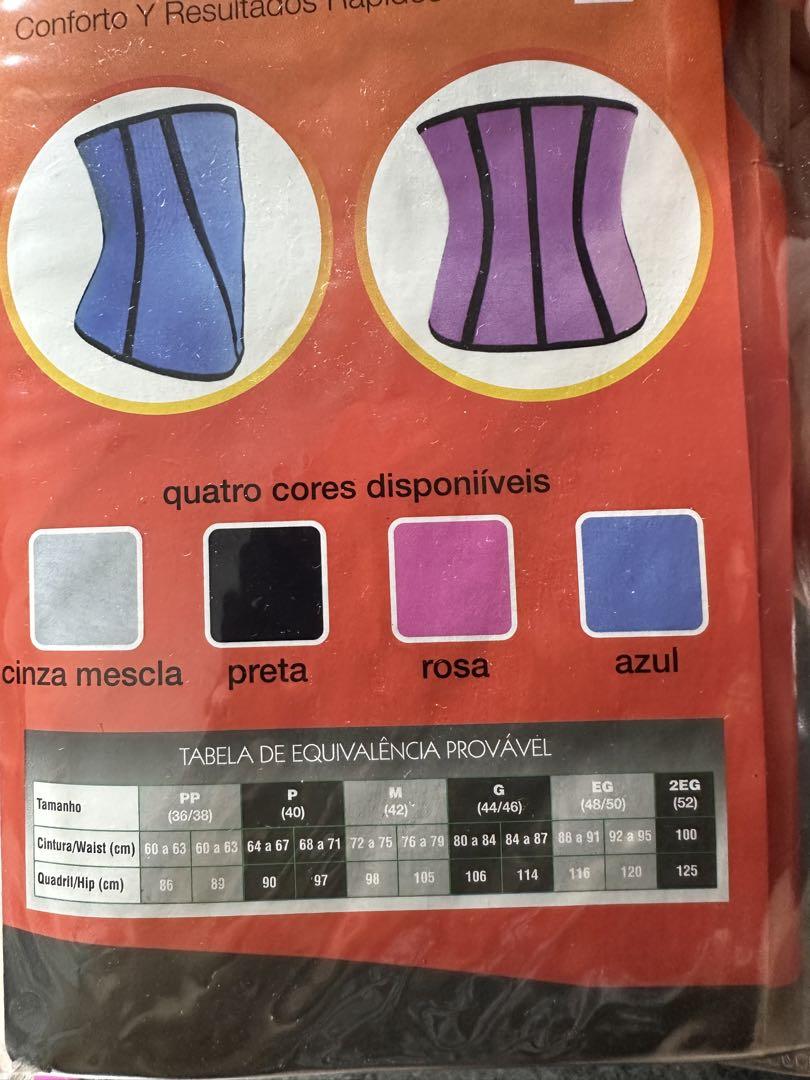 Conforto Y Resultados Rápidos
quatro cores disponiíveis
cinza mescla preta rosa azul
TABELA DE EQUIVALÊNCIA PROVÁVEL
Tamanho PP (36/38) P (40) M (42) G (44/46) EG (48/50) 2EG (52)
Cintura/Waist (cm) 60 a 63 60 a 63 64 a 67 68 a 71 72 a 75 76 a 79 80 a 84 84 a 87 88 a 91 92 a 95 100
Quadril/Hip (cm) 86 89 90 97 98 105 106 114 116 120 125